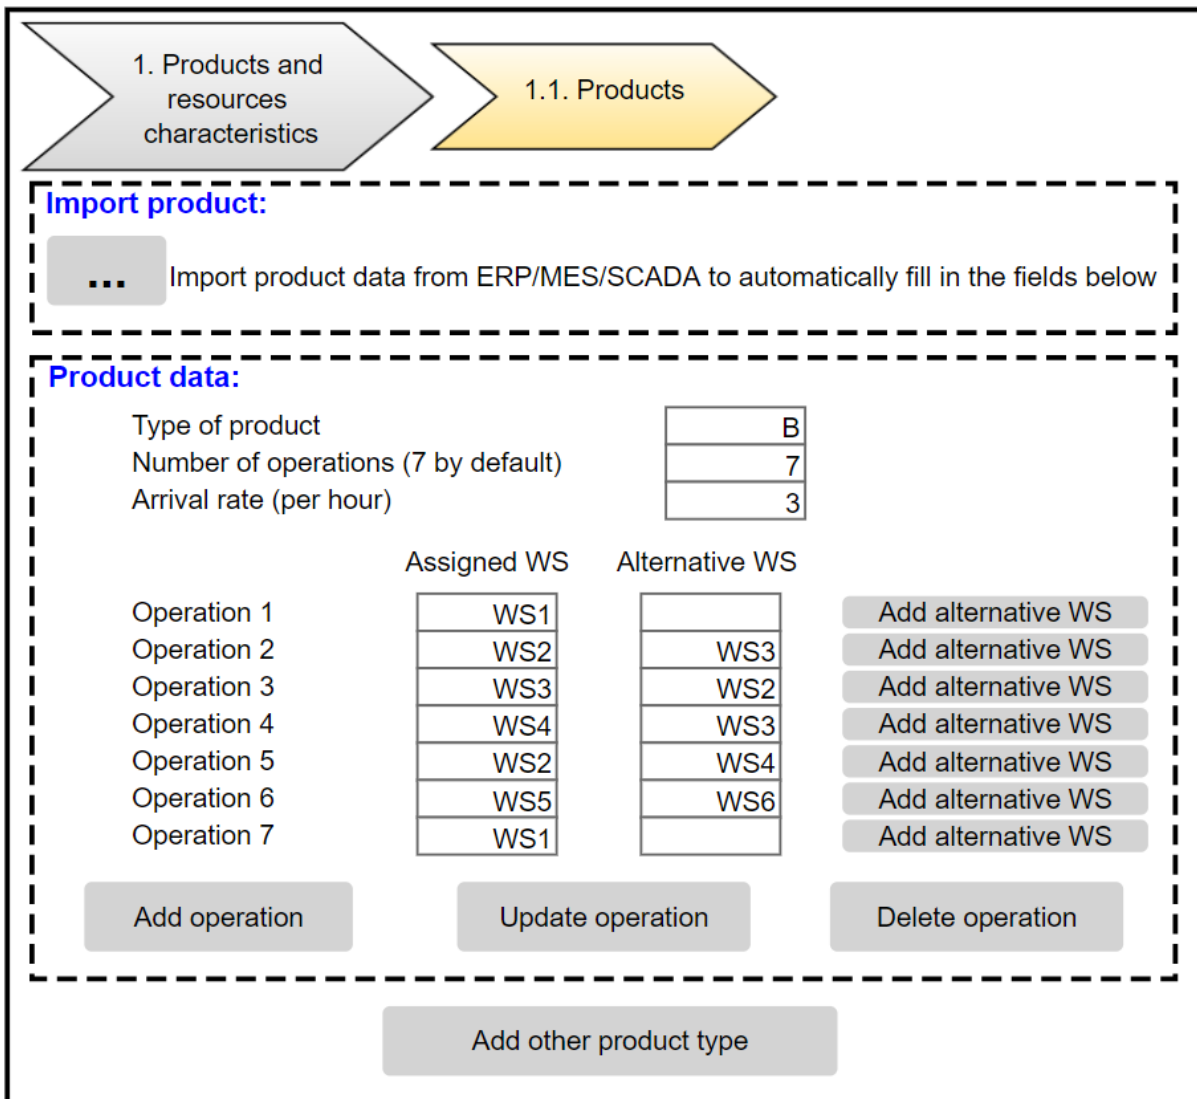 1. Products and
resources
characteristics
1.1. Products
Import product:
...
Import product data from ERP/MES/SCADA to automatically fill in the fields below
Product data:
Type of product B
Number of operations (7 by default) 7
Arrival rate (per hour) 3
Assigned WS Alternative WS
Operation 1 WS1 Add alternative WS
Operation 2 WS2 WS3 Add alternative WS
Operation 3 WS3 WS2 Add alternative WS
Operation 4 WS4 WS3 Add alternative WS
Operation 5 WS2 WS4 Add alternative WS
Operation 6 WS5 WS6 Add alternative WS
Operation 7 WS1 Add alternative WS
Add operation Update operation Delete operation
Add other product type